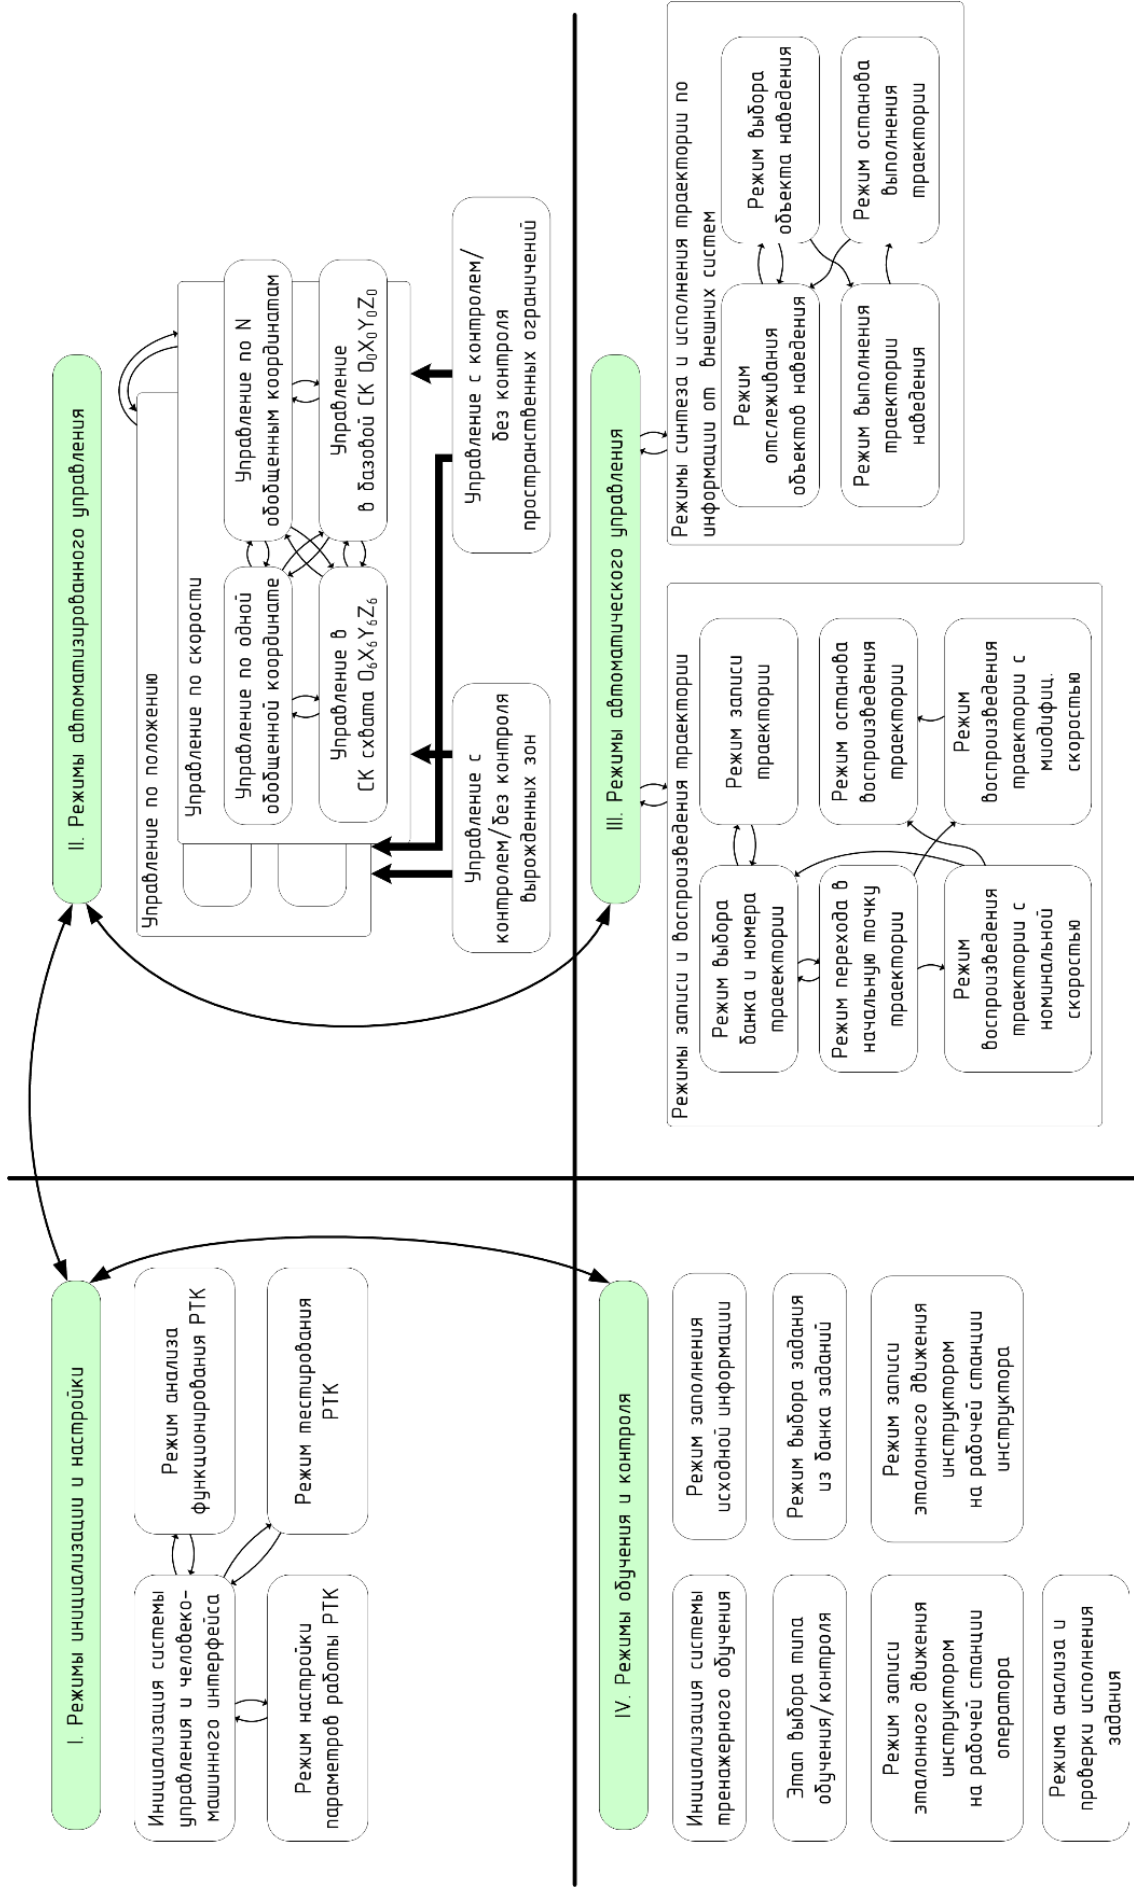 I. Режимы инициализации и настройки
Инициализация системы
управления и человеко-
машинного интерфейса
Режим анализа
функционирования РТК
Режим настройки
параметров работы РТК
Режим тестирования
РТК
II. Режимы автоматизированного управления
Управление по положению
Управление по скорости
Управление по одной
обобщенной координате
Управление по N
обобщенным координатам
Управление в
СК схвата O₆X₆Y₆Z₆
Управление
в базовой СК O₀X₀Y₀Z₀
Управление с
контролем/без контроля
вырожденных зон
Управление с контролем/
без контроля
пространственных ограничений
IV. Режимы обучения и контроля
Инициализация системы
тренажерного обучения
Режим заполнения
исходной информации
Этап выбора типа
обучения/контроля
Режим выбора задания
из банка заданий
Режим записи
эталонного движения
инструктором
на рабочей станции
оператора
Режим записи
эталонного движения
инструктором
на рабочей станции
инструктора
Режима анализа и
проверки исполнения
задания
III. Режимы автоматического управления
Режимы записи и воспроизведения траектории
Режим выбора
банка и номера
траеектории
Режим записи
траектории
Режим перехода в
начальную точку
траектории
Режим останова
воспроизведения
траектории
Режим
воспроизведения
траектории с
номинальной
скоростью
Режим
воспроизведения
траектории с
миодифиц.
скоростью
Режимы синтеза и исполнения траектории по
информации от внешних систем
Режим
отслеживания
объектов наведения
Режим выбора
объекта наведения
Режим выполнения
траектории
наведения
Режим останова
выполнения
траектории